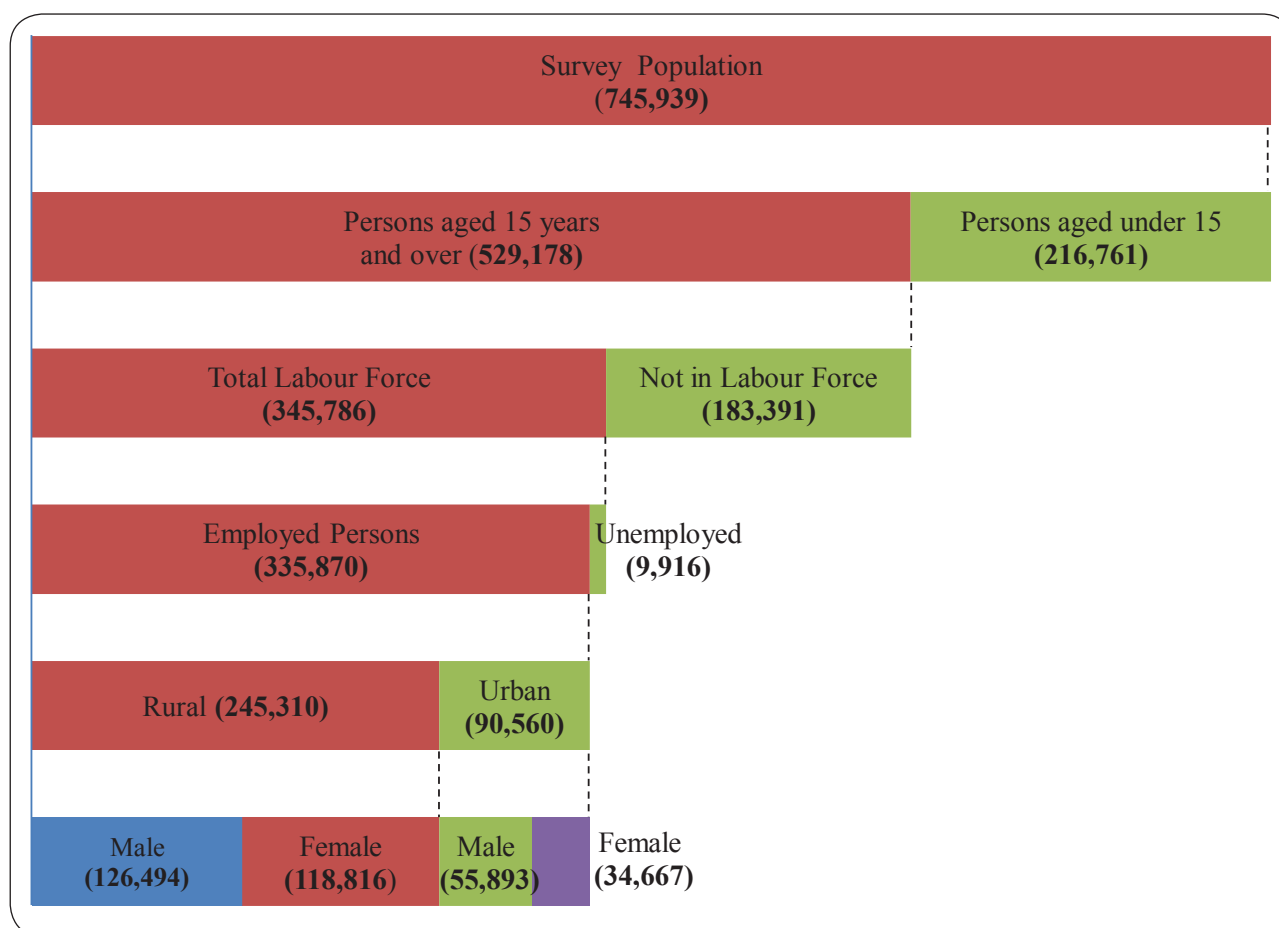 Survey Population
(745,939)
Persons aged 15 years
and over (529,178)
Persons aged under 15
(216,761)
Total Labour Force
(345,786)
Not in Labour Force
(183,391)
Employed Persons
(335,870)
Unemployed
(9,916)
Rural (245,310)
Urban
(90,560)
Male
(126,494)
Female
(118,816)
Male
(55,893)
Female
(34,667)